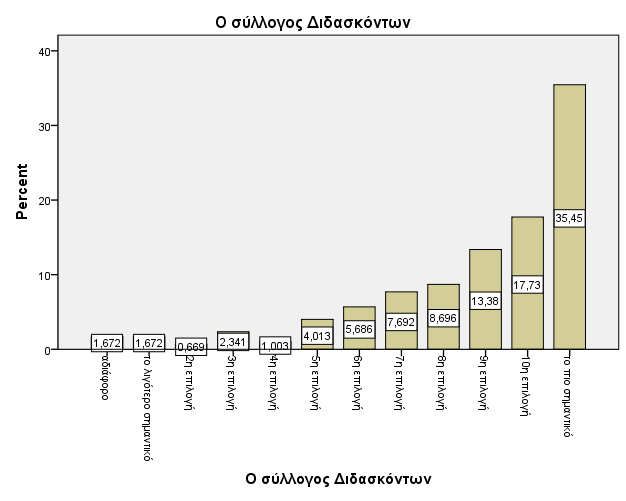 Ο σύλλογος Διδασκόντων
40
30
20
10
0
Percent
1,672
1,672
0,669
2,341
1,003
4,013
5,686
7,692
8,696
13,38
17,73
35,45
αδιάφορο
το λιγότερο σημαντικό
2η επιλογή
3η επιλογή
4η επιλογή
5η επιλογή
6η επιλογή
7η επιλογή
8η επιλογή
9η επιλογή
10η επιλογή
το πιο σημαντικό
Ο σύλλογος Διδασκόντων